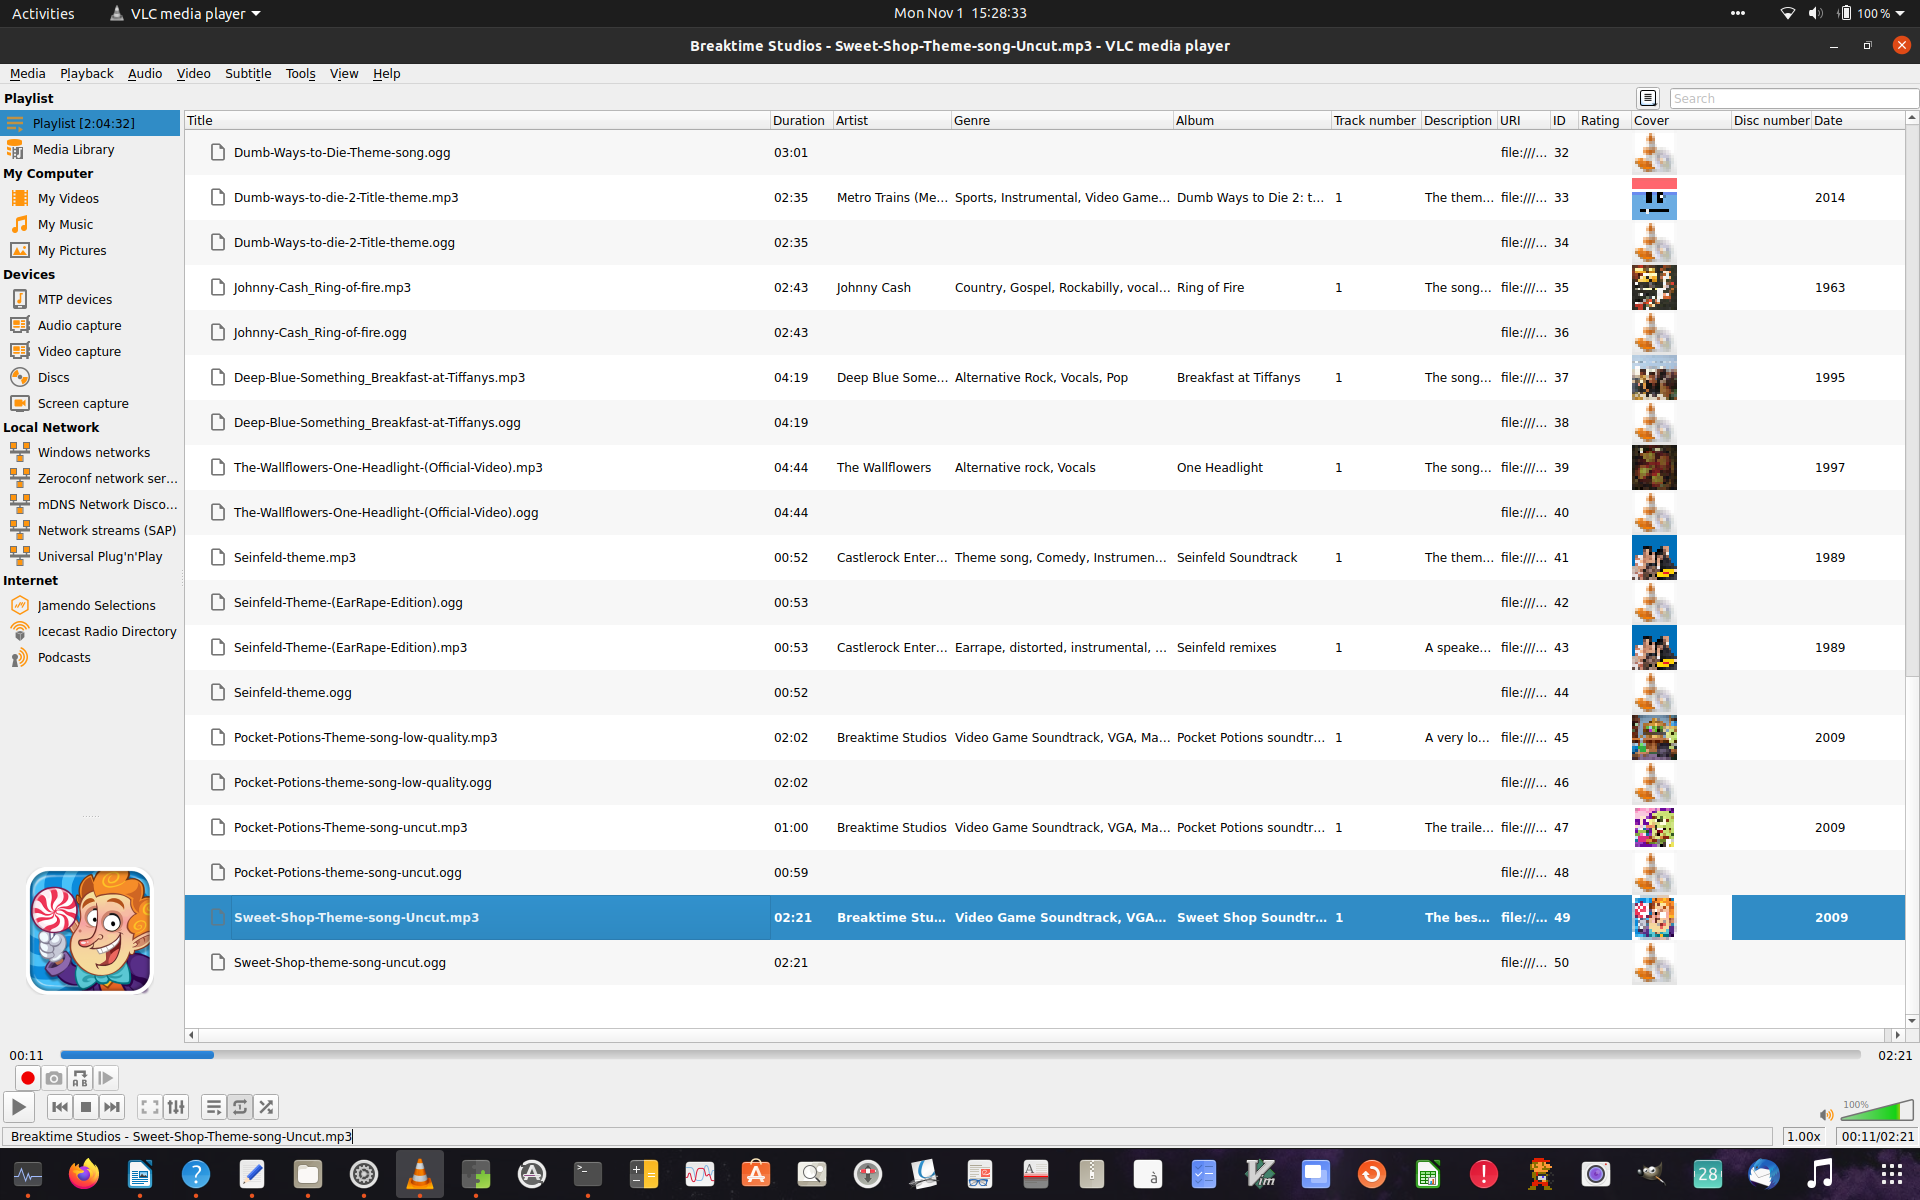 Activities VLC media player Mon Nov 1 15:28:33 100 %
Breaktime Studios - Sweet-Shop-Theme-song-Uncut.mp3 - VLC media player
Media Playback Audio Video Subtitle Tools View Help
Playlist Search
Playlist [2:04:32]
Media Library
My Computer
My Videos
My Music
My Pictures
Devices
MTP devices
Audio capture
Video capture
Discs
Screen capture
Local Network
Windows networks
Zeroconf network ser...
mDNS Network Disco...
Network streams (SAP)
Universal Plug'n'Play
Internet
Jamendo Selections
Icecast Radio Directory
Podcasts
Title Duration Artist Genre Album Track number Description URI ID Rating Cover Disc number Date
Dumb-Ways-to-Die-Theme-song.ogg 03:01 file:///... 32
Dumb-ways-to-die-2-Title-theme.mp3 02:35 Metro Trains (Me... Sports, Instrumental, Video Game... Dumb Ways to Die 2: t... 1 The them... file:///... 33 2014
Dumb-Ways-to-die-2-Title-theme.ogg 02:35 file:///... 34
Johnny-Cash_Ring-of-fire.mp3 02:43 Johnny Cash Country, Gospel, Rockabilly, vocal... Ring of Fire 1 The song... file:///... 35 1963
Johnny-Cash_Ring-of-fire.ogg 02:43 file:///... 36
Deep-Blue-Something_Breakfast-at-Tiffanys.mp3 04:19 Deep Blue Some... Alternative Rock, Vocals, Pop Breakfast at Tiffanys 1 The song... file:///... 37 1995
Deep-Blue-Something_Breakfast-at-Tiffanys.ogg 04:19 file:///... 38
The-Wallflowers-One-Headlight-(Official-Video).mp3 04:44 The Wallflowers Alternative rock, Vocals One Headlight 1 The song... file:///... 39 1997
The-Wallflowers-One-Headlight-(Official-Video).ogg 04:44 file:///... 40
Seinfeld-theme.mp3 00:52 Castlerock Enter... Theme song, Comedy, Instrumen... Seinfeld Soundtrack 1 The them... file:///... 41 1989
Seinfeld-Theme-(EarRape-Edition).ogg 00:53 file:///... 42
Seinfeld-Theme-(EarRape-Edition).mp3 00:53 Castlerock Enter... Earrape, distorted, instrumental, ... Seinfeld remixes 1 A speake... file:///... 43 1989
Seinfeld-theme.ogg 00:52 file:///... 44
Pocket-Potions-Theme-song-low-quality.mp3 02:02 Breaktime Studios Video Game Soundtrack, VGA, Ma... Pocket Potions soundtr... 1 A very lo... file:///... 45 2009
Pocket-Potions-theme-song-low-quality.ogg 02:02 file:///... 46
Pocket-Potions-Theme-song-uncut.mp3 01:00 Breaktime Studios Video Game Soundtrack, VGA, Ma... Pocket Potions soundtr... 1 The traile... file:///... 47 2009
Pocket-Potions-theme-song-uncut.ogg 00:59 file:///... 48
Sweet-Shop-Theme-song-Uncut.mp3 02:21 Breaktime Stu... Video Game Soundtrack, VGA... Sweet Shop Soundtr... 1 The bes... file://... 49 2009
Sweet-Shop-theme-song-uncut.ogg 02:21 file:///... 50
00:11 02:21
A B
100%
Breaktime Studios - Sweet-Shop-Theme-song-Uncut.mp3 1.00x 00:11/02:21
? >_ A A à Vim ! 28